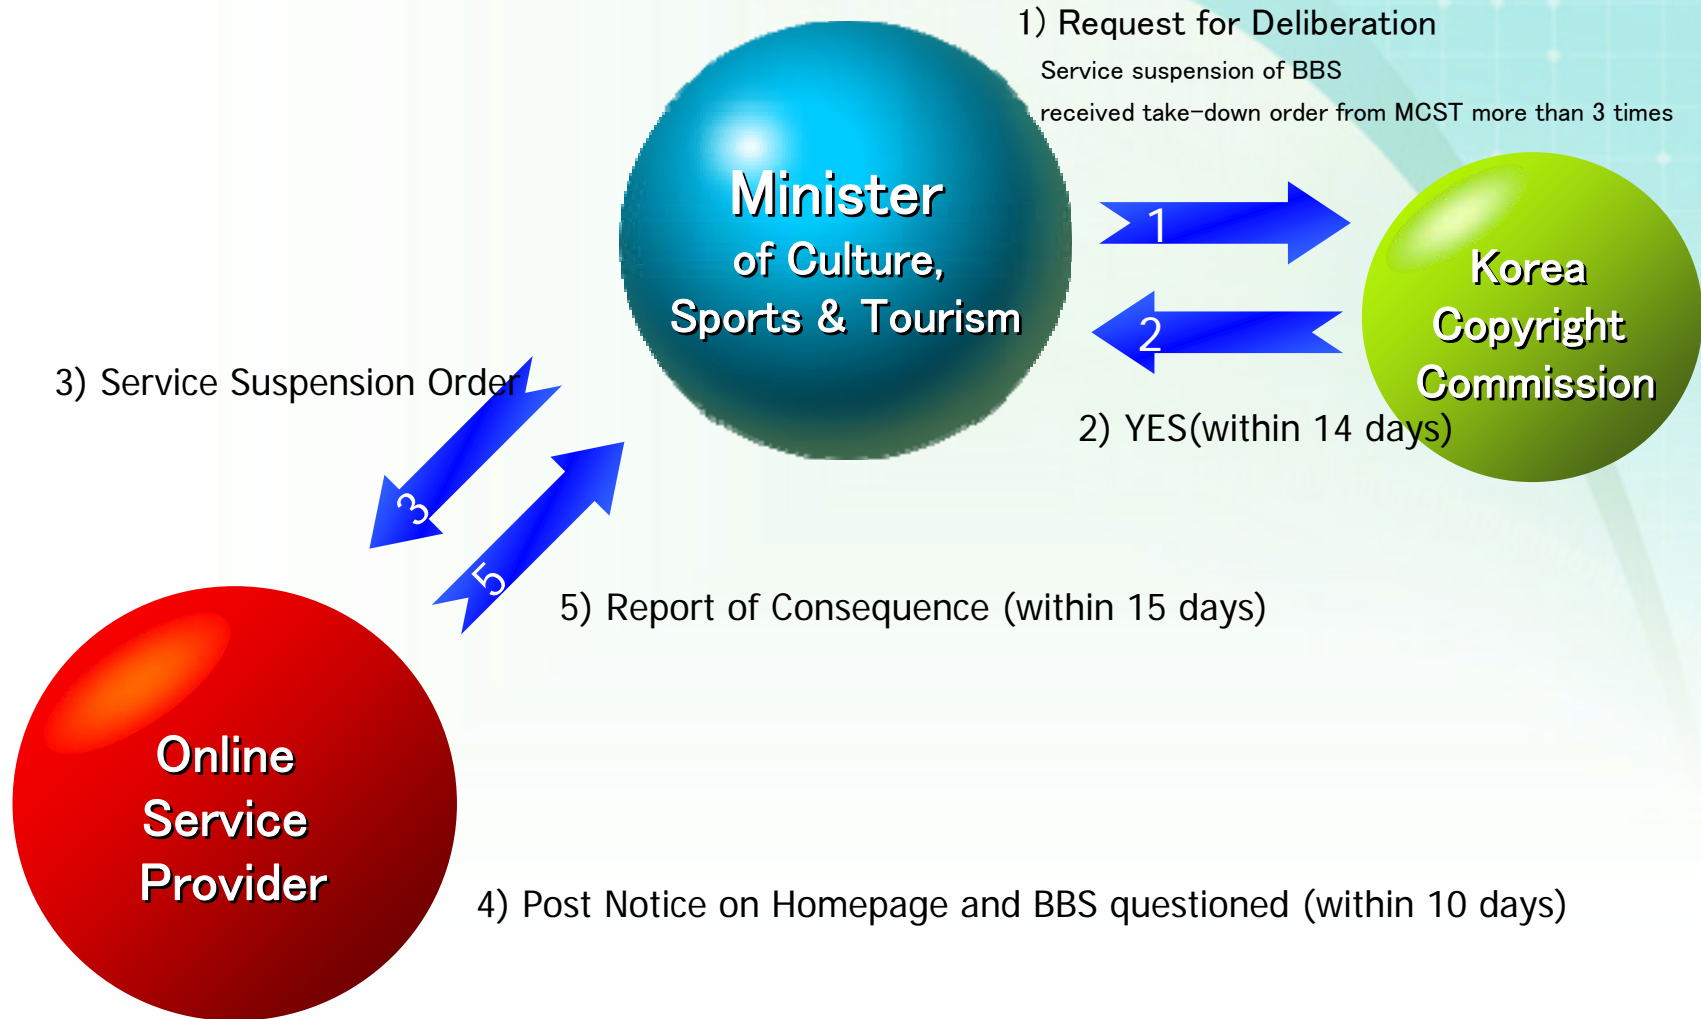 1) Request for Deliberation
Service suspension of BBS
received take-down order from MCST more than 3 times
Minister
of Culture,
Sports & Tourism
1
2
Korea
Copyright
Commission
2) YES(within 14 days)
3) Service Suspension Order
3
5
5) Report of Consequence (within 15 days)
Online
Service
Provider
4) Post Notice on Homepage and BBS questioned (within 10 days)